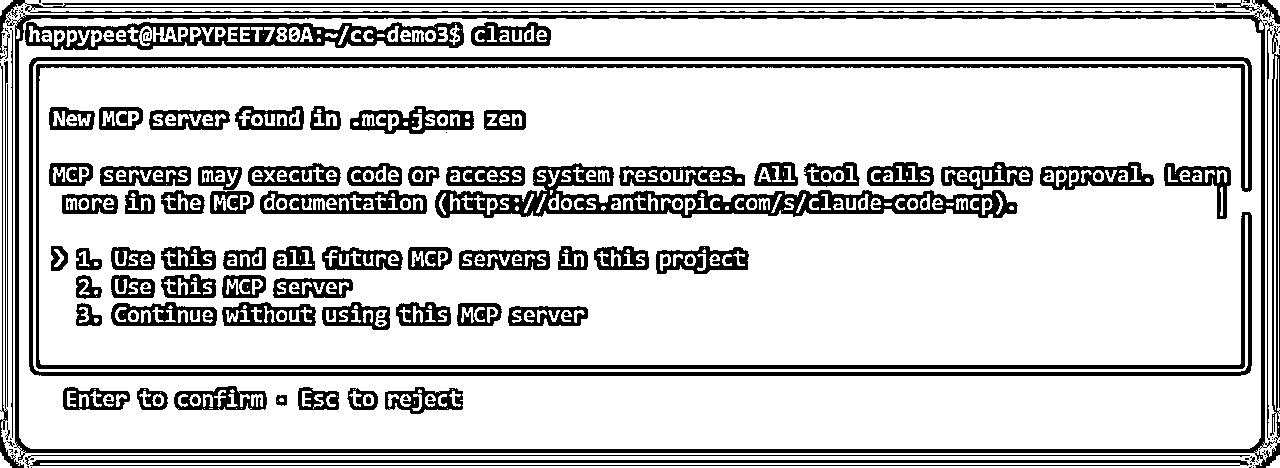 happypeet@HAPPYPEET780A:~/cc-demo3$ claude
New MCP server found in .mcp.json: zen
MCP servers may execute code or access system resources. All tool calls require approval. Learn
more in the MCP documentation (https://docs.anthropic.com/s/claude-code-mcp).
❯ 1. Use this and all future MCP servers in this project
2. Use this MCP server
3. Continue without using this MCP server
Enter to confirm · Esc to reject